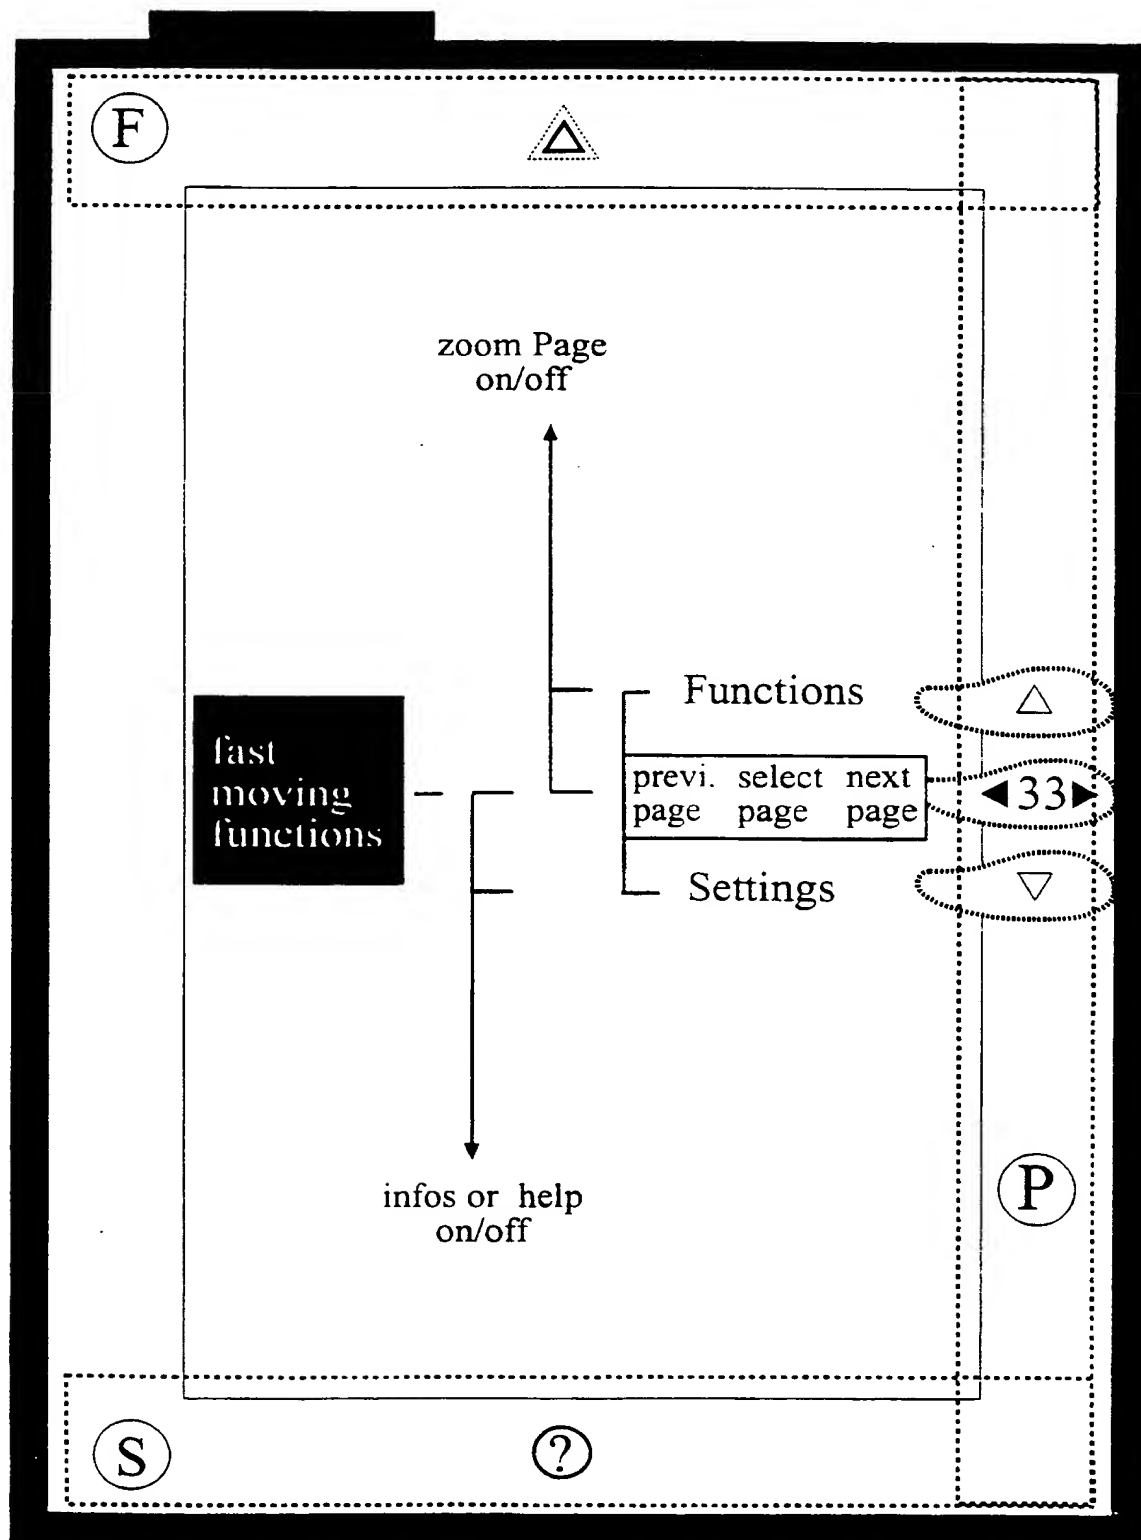 F
zoom Page
on/off
Functions
fast
moving
functions
previ. select next
page page page
◀33▶
Settings
P
infos or help
on/off
S
?